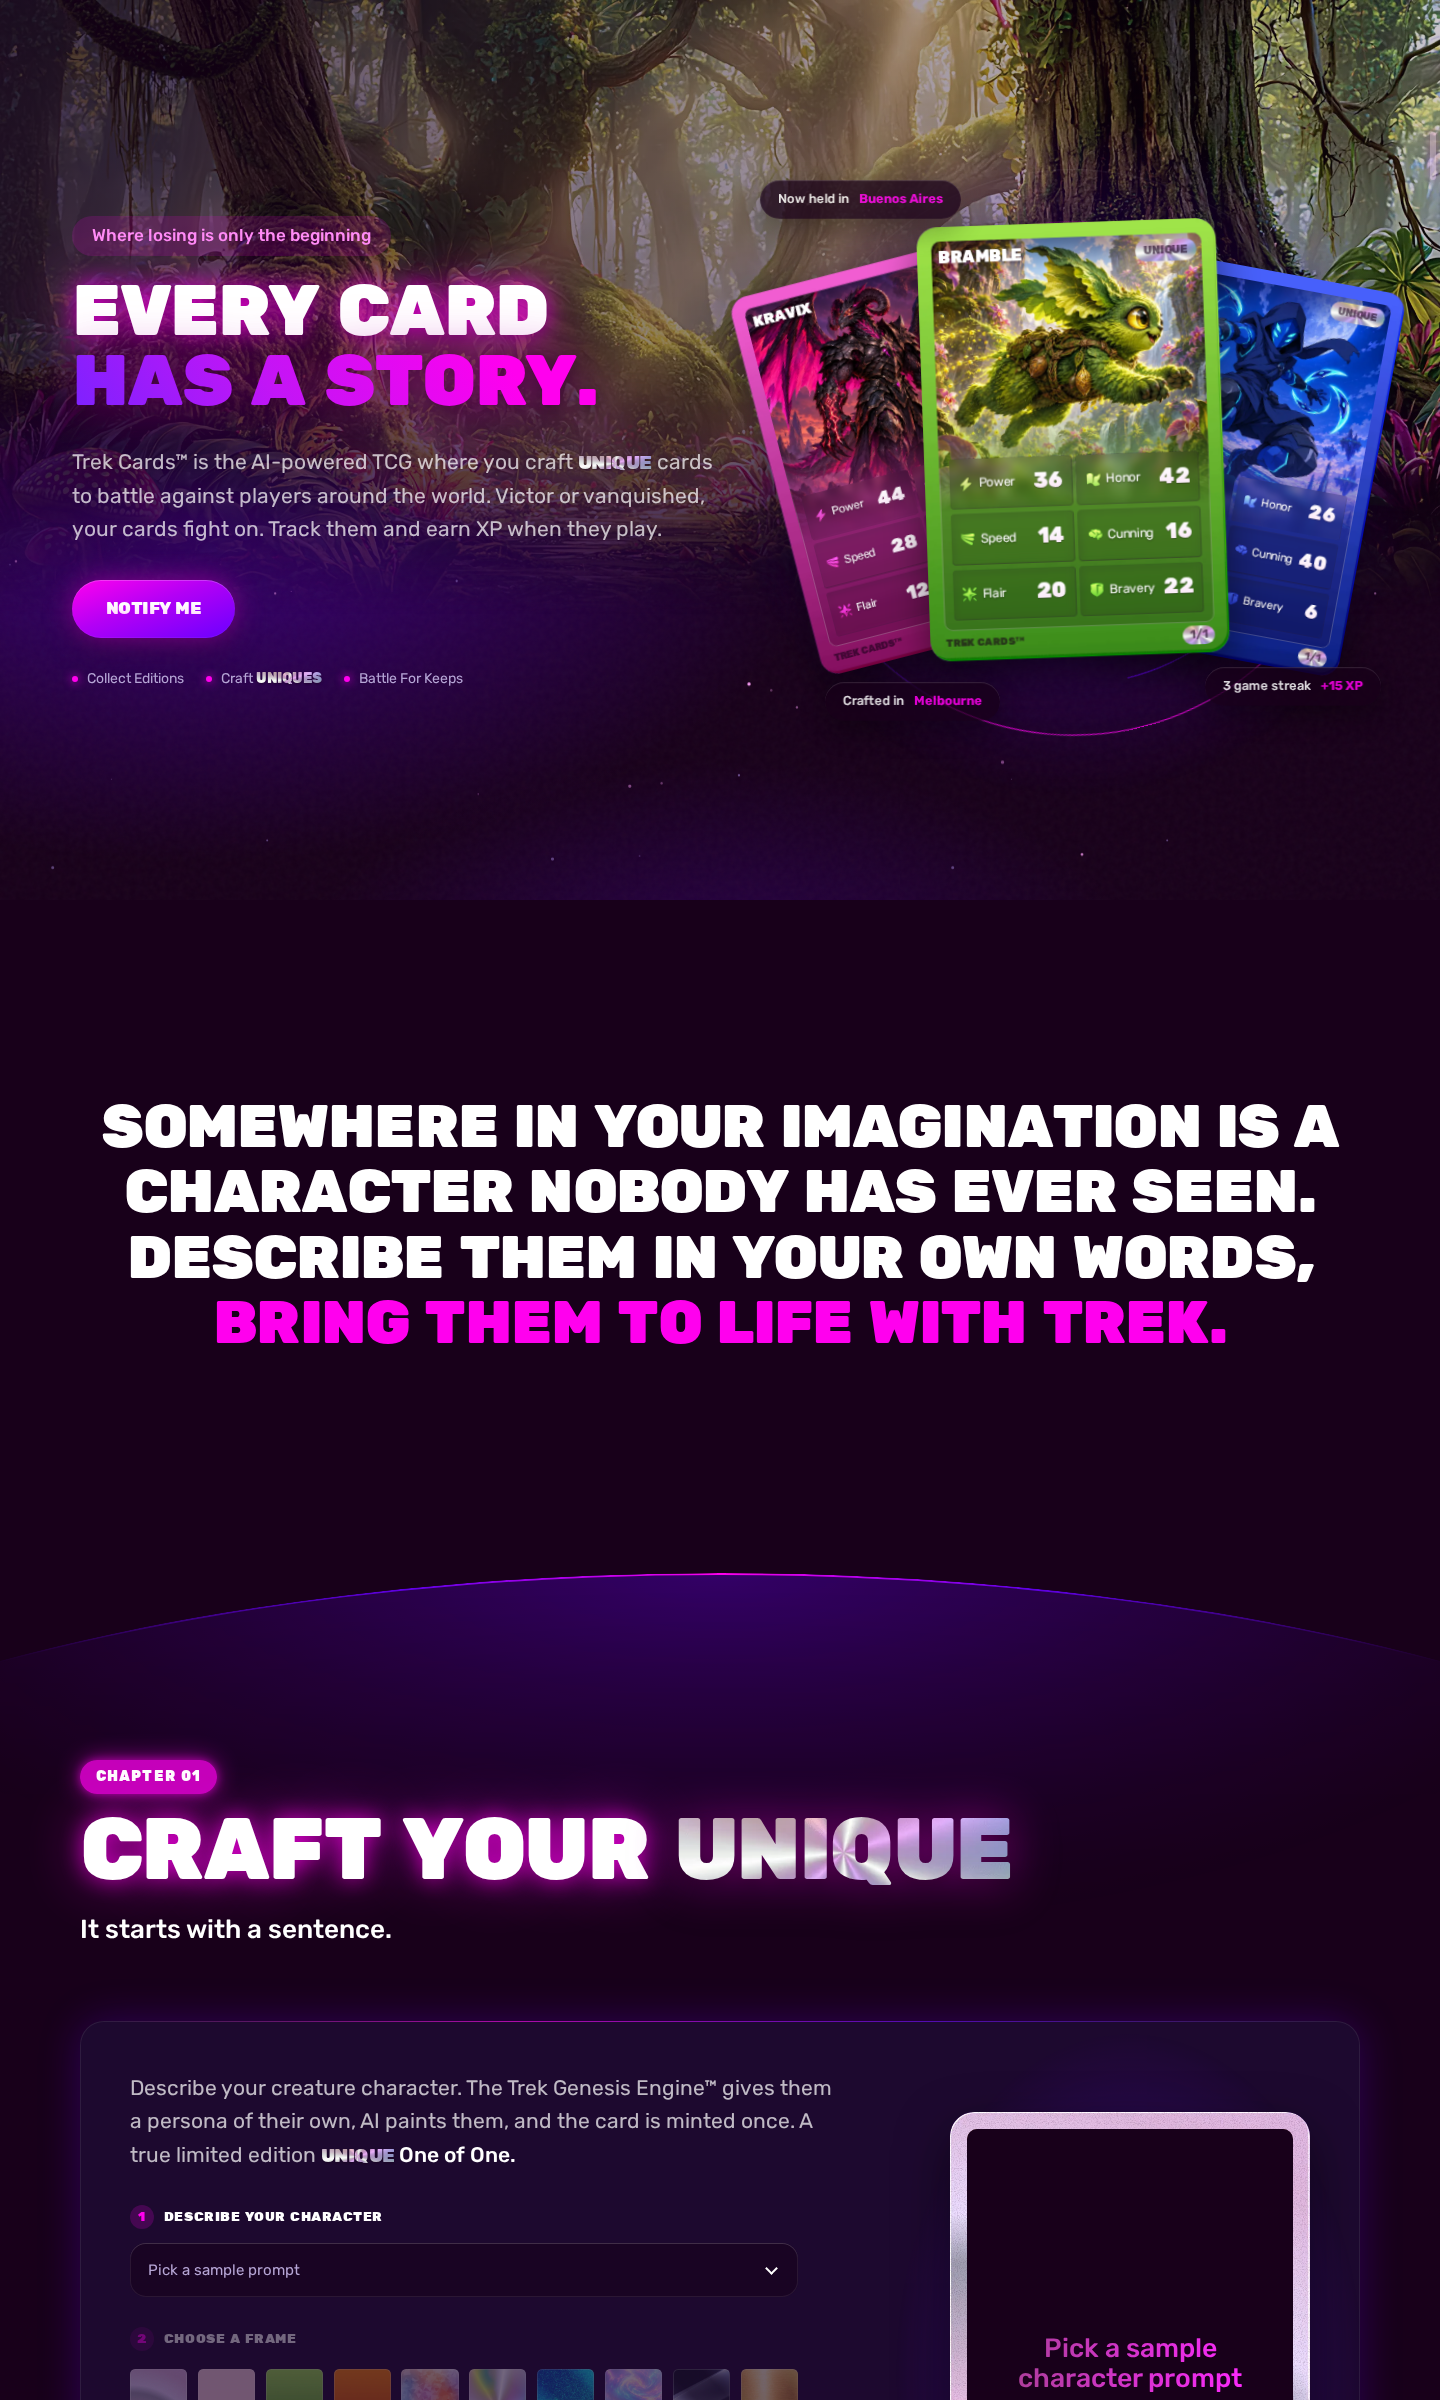 Where losing is only the beginning
EVERY CARD
HAS A STORY.
Trek Cards™ is the AI-powered TCG where you craft UNIQUE cards
to battle against players around the world. Victor or vanquished,
your cards fight on. Track them and earn XP when they play.
NOTIFY ME
Collect Editions
Craft UNIQUES
Battle For Keeps
Now held in Buenos Aires
KRAVIX
Power 44
Speed 28
Flair 12
TREK CARDS™
BRAMBLE
UNIQUE
Power 36
Honor 42
Speed 14
Cunning 16
Flair 20
Bravery 22
TREK CARDS™
1/1
UNIQUE
Honor 26
Cunning 40
Bravery 6
1/1
Crafted in Melbourne
3 game streak +15 XP
SOMEWHERE IN YOUR IMAGINATION IS A
CHARACTER NOBODY HAS EVER SEEN.
DESCRIBE THEM IN YOUR OWN WORDS,
BRING THEM TO LIFE WITH TREK.
CHAPTER 01
CRAFT YOUR UNIQUE
It starts with a sentence.
Describe your creature character. The Trek Genesis Engine™ gives them
a persona of their own, AI paints them, and the card is minted once. A
true limited edition UNIQUE One of One.
1 DESCRIBE YOUR CHARACTER
Pick a sample prompt
2 CHOOSE A FRAME
Pick a sample
character prompt